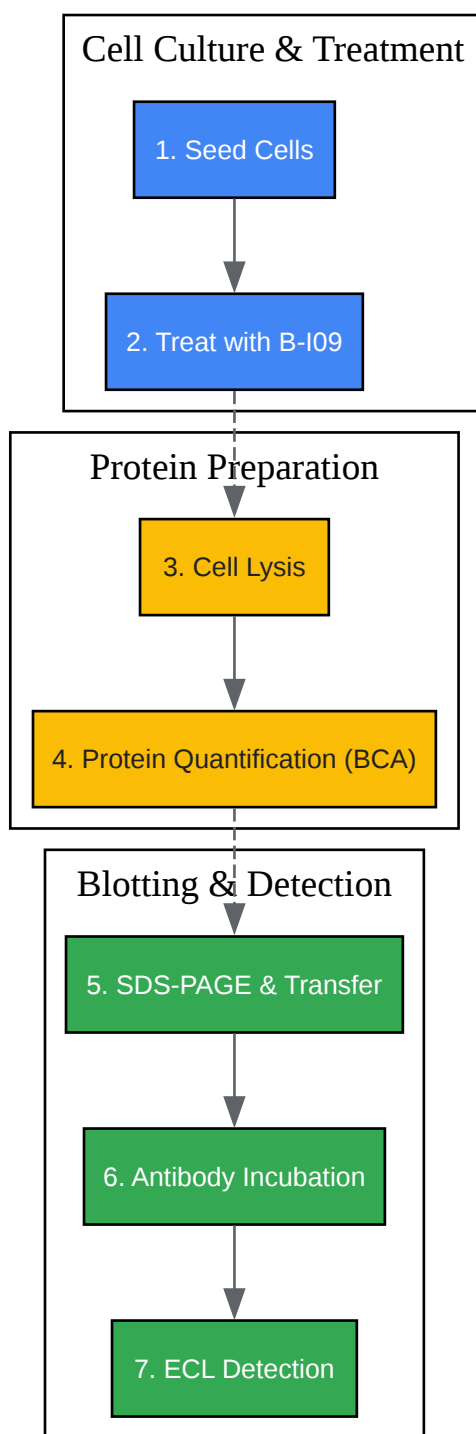 Cell Culture & Treatment
1. Seed Cells
2. Treat with B-I09
Protein Preparation
3. Cell Lysis
4. Protein Quantification (BCA)
Blotting & Detection
5. SDS-PAGE & Transfer
6. Antibody Incubation
7. ECL Detection